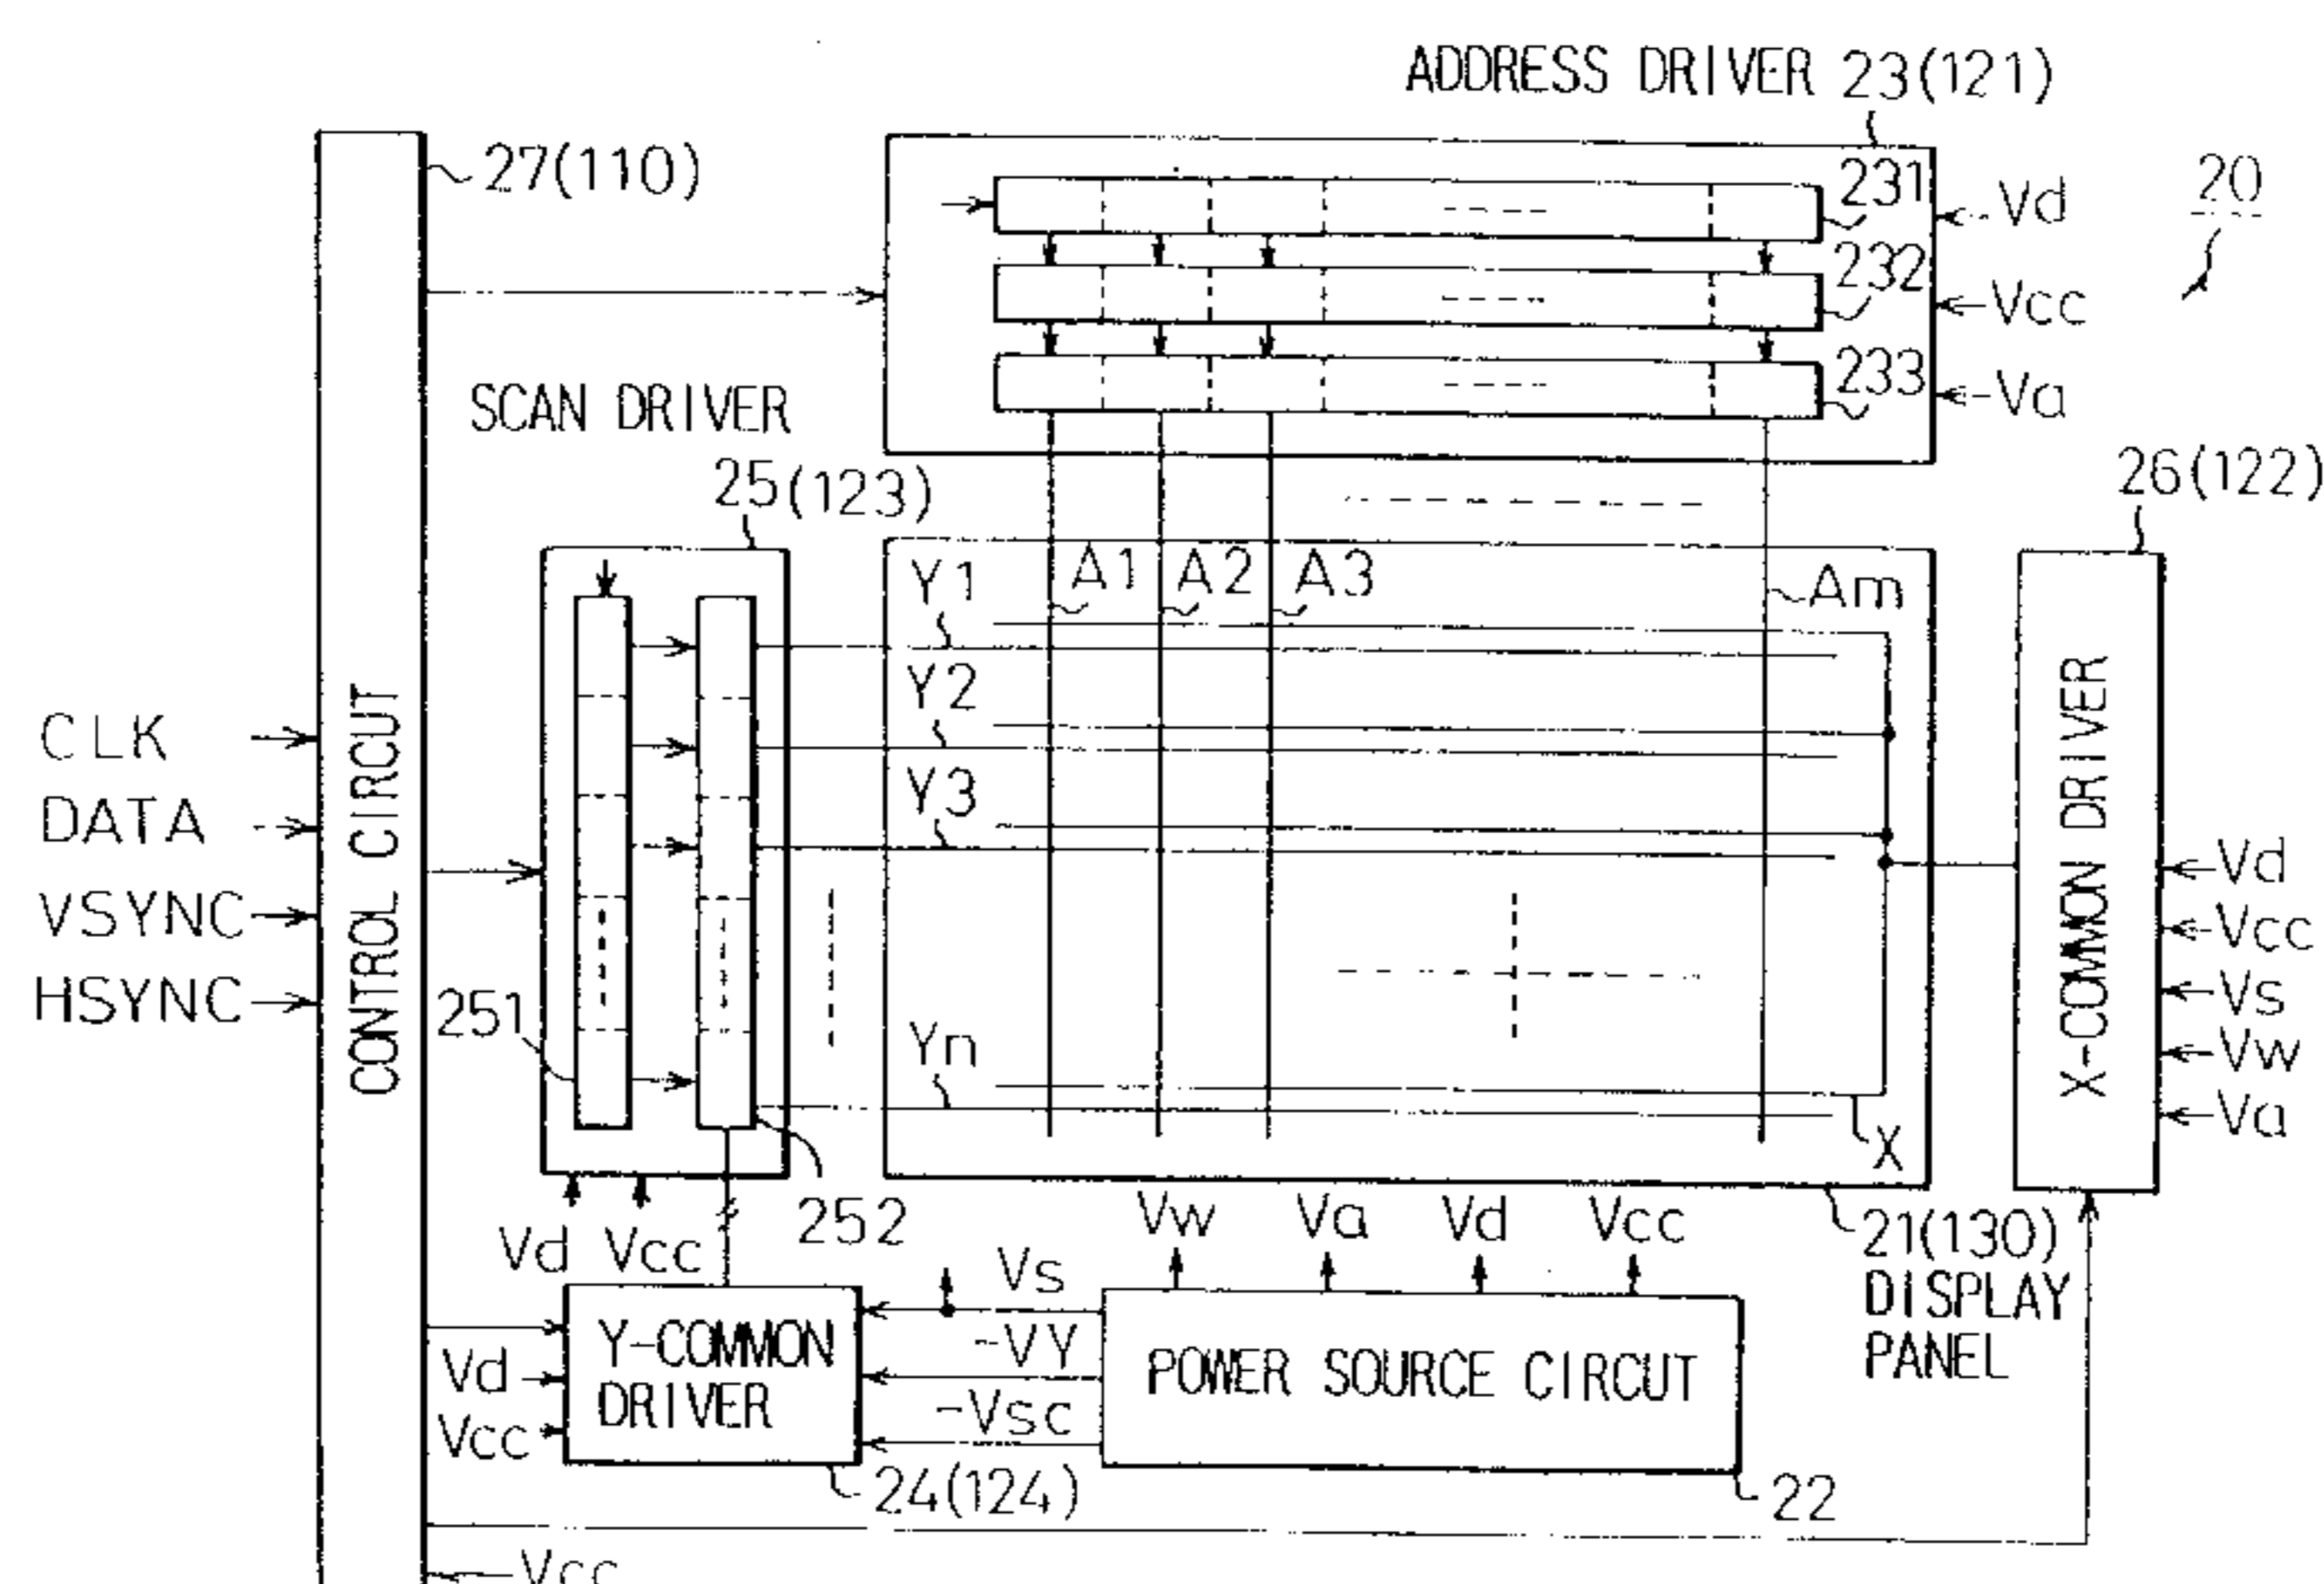 ADDRESS DRIVER 23(121)
27(110)
231
Vd
20
232
Vcc
233
Va
SCAN DRIVER
25(123)
26(122)
A1
A2
A3
Am
Y1
Y2
Y3
Yn
X
CLK
DATA
VSYNC
HSYNC
CONTROL CIRCUT
251
252
X-COMMON DRIVER
Vd
Vcc
Vs
Vw
Va
Vd
Vcc
Vw
Va
Vd
Vcc
21(130)
DISPLAY
PANEL
Vs
-VY
-Vsc
Y-COMMON
DRIVER
Vd
Vcc
POWER SOURCE CIRCUT
24(124)
22
Vcc